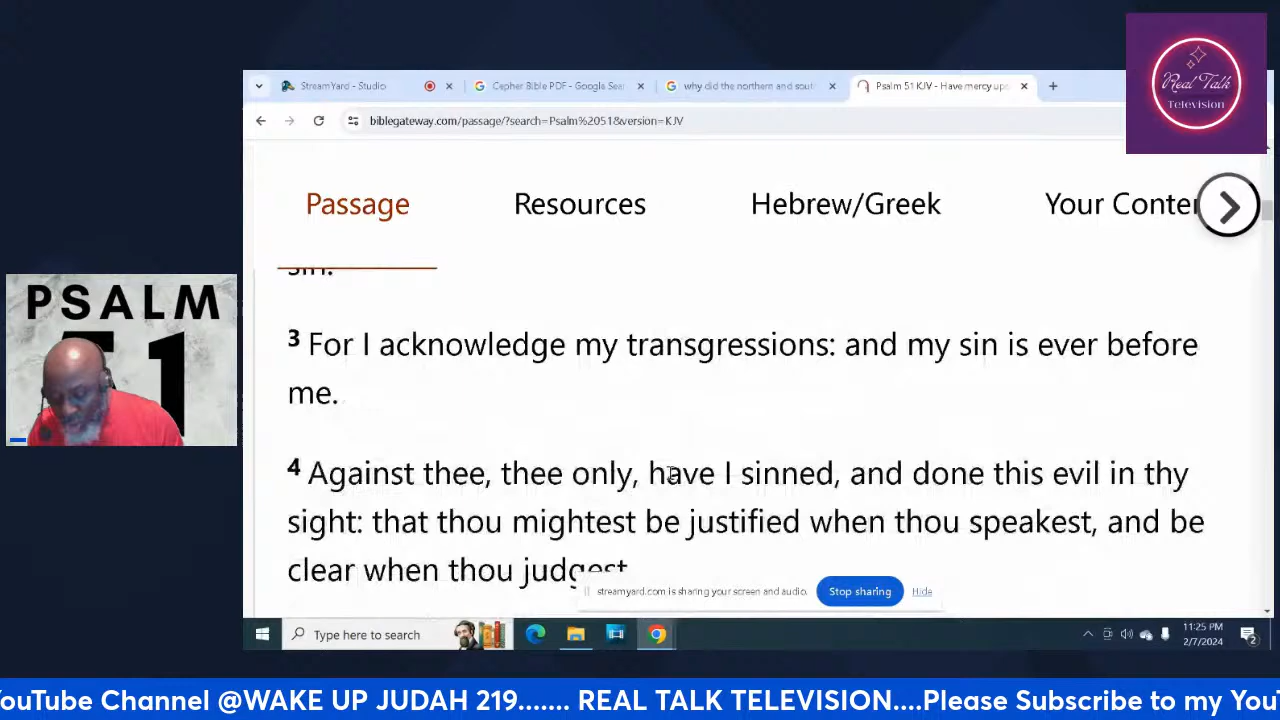 StreamYard - Studio
Cepher Bible PDF - Google Sear
why did the northern and south
Psalm 51 KJV - Have mercy upo
biblegateway.com/passage/?search=Psalm%2051&version=KJV
Real Talk
Television
Passage
Resources
Hebrew/Greek
Your Conten
sin.
3 For I acknowledge my transgressions: and my sin is ever before
me.
4 Against thee, thee only, have I sinned, and done this evil in thy
sight: that thou mightest be justified when thou speakest, and be
clear when thou judgest.
PSALM
51
streamyard.com is sharing your screen and audio.
Stop sharing
Hide
Type here to search
11:25 PM
2/7/2024
2
YouTube Channel @WAKE UP JUDAH 219....... REAL TALK TELEVISION....Please Subscribe to my YouT